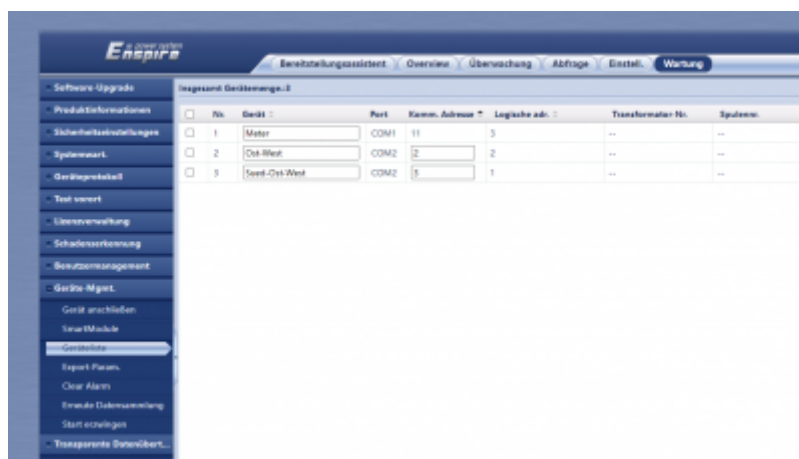 Enspire
Bereitstellungsassistent Overview Überwachung Abfrage Einstell. Wartung
Software-Upgrade
Insgesamt Gerätemenge.:3
Produktinformationen
Nr. Gerät Port Komm. Adresse Logische adr. Transformator Nr. Spulennr.
Sicherheitseinstellungen
1 Meter COM1 11 3 -- --
Systemwart.
2 Ost-West COM2 2 2 -- --
Geräteprotokoll
3 Sued-Ost-West COM2 3 1 -- --
Test vorort
Lizenzverwaltung
Schadenserkennung
Benutzermanagement
Geräte-Mgmt.
Gerät anschließen
SmartModule
Geräteliste
Export-Param.
Clear Alarm
Erneute Datensammlung
Start erzwingen
Transparente Datenübert...